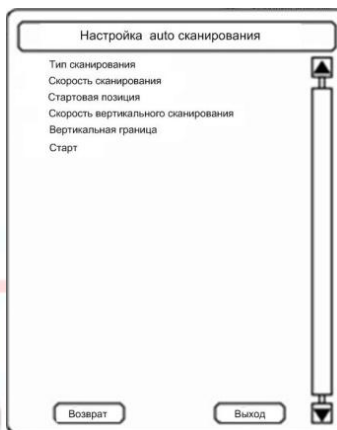 Настройка auto сканирования
Тип сканирования
Скорость сканирования
Стартовая позиция
Скорость вертикального сканирования
Вертикальная граница
Старт
Возврат
Выход